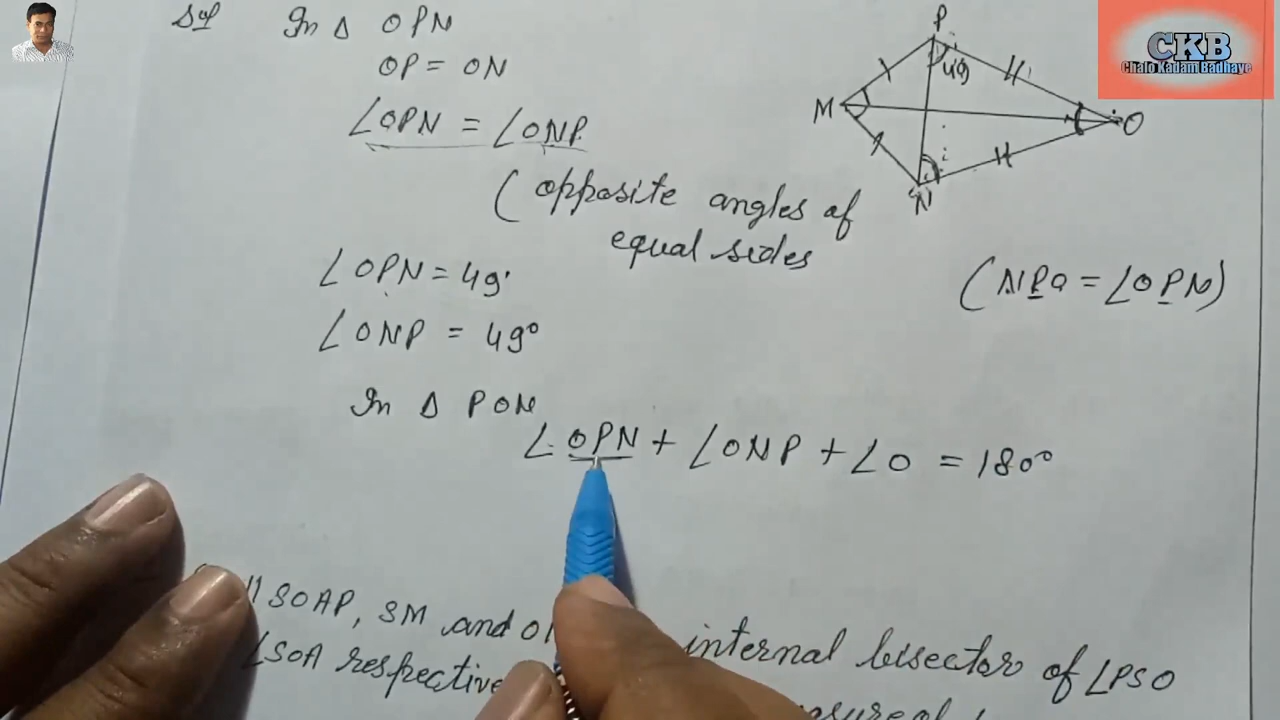 Sol In Δ OPN
OP = ON
∠OPN = ∠ONP
(opposite angles of
equal sides
∠OPN = 49°
(NPO = ∠OPN)
∠ONP = 49°
In Δ PON
∠OPN + ∠ONP + ∠O = 180°
SOAP, SM and internal bisector of ∠PSO
∠SOA
P
49
M
O
N
CKB
Chalo Kadam Badhaye